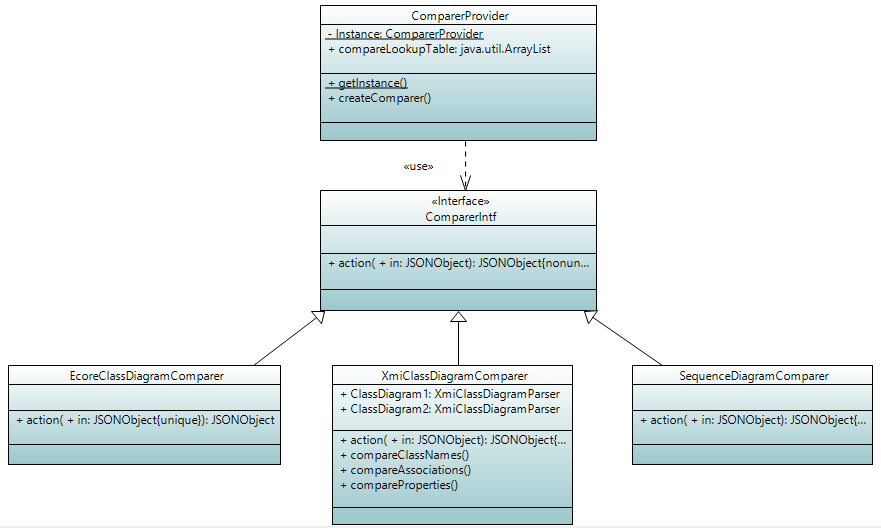 ComparerProvider
- Instance: ComparerProvider
+ compareLookupTable: java.util.ArrayList
+ getInstance()
+ createComparer()
«use»
«Interface»
ComparerIntf
+ action( + in: JSONObject): JSONObject{nonun...
EcoreClassDiagramComparer
+ action( + in: JSONObject{unique}): JSONObject
XmiClassDiagramComparer
+ ClassDiagram1: XmiClassDiagramParser
+ ClassDiagram2: XmiClassDiagramParser
+ action( + in: JSONObject): JSONObject{...
+ compareClassNames()
+ compareAssociations()
+ compareProperties()
SequenceDiagramComparer
+ action( + in: JSONObject): JSONObject{...